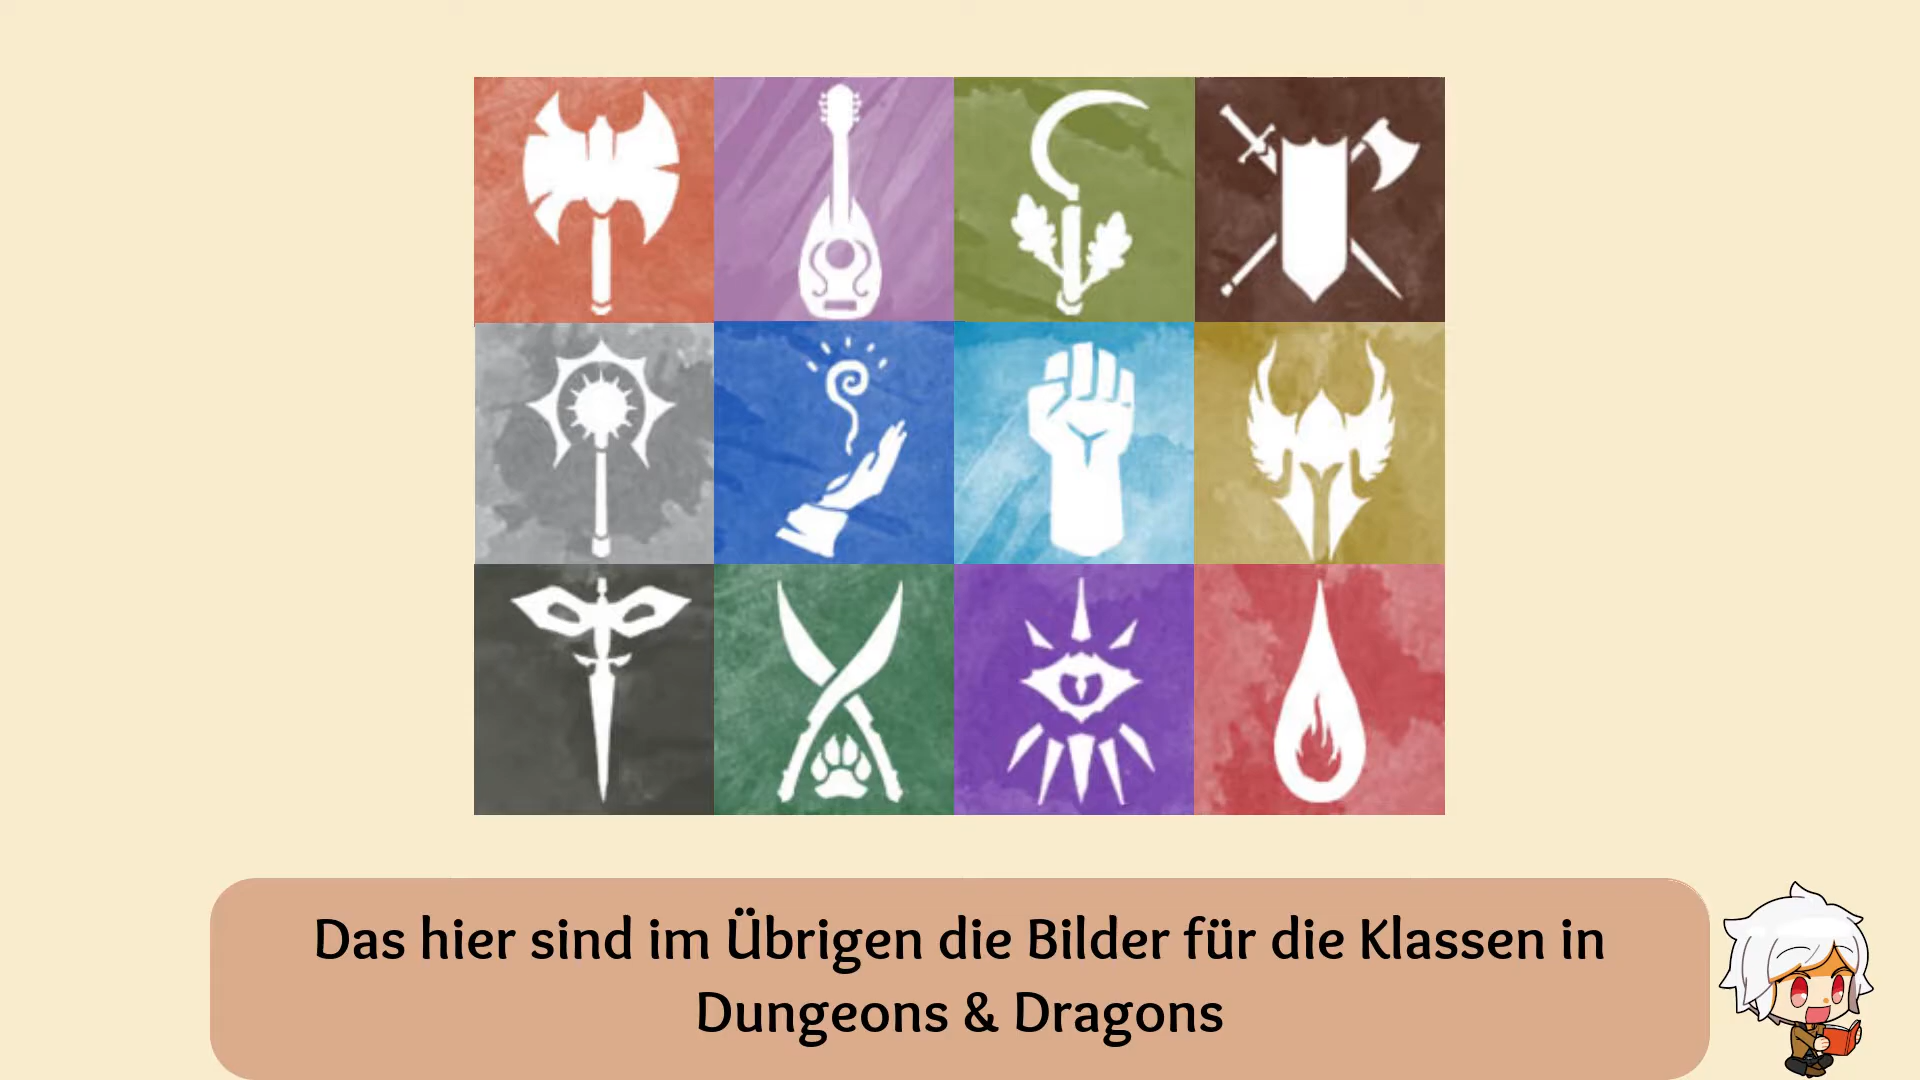 Das hier sind im Übrigen die Bilder für die Klassen in
Dungeons & Dragons